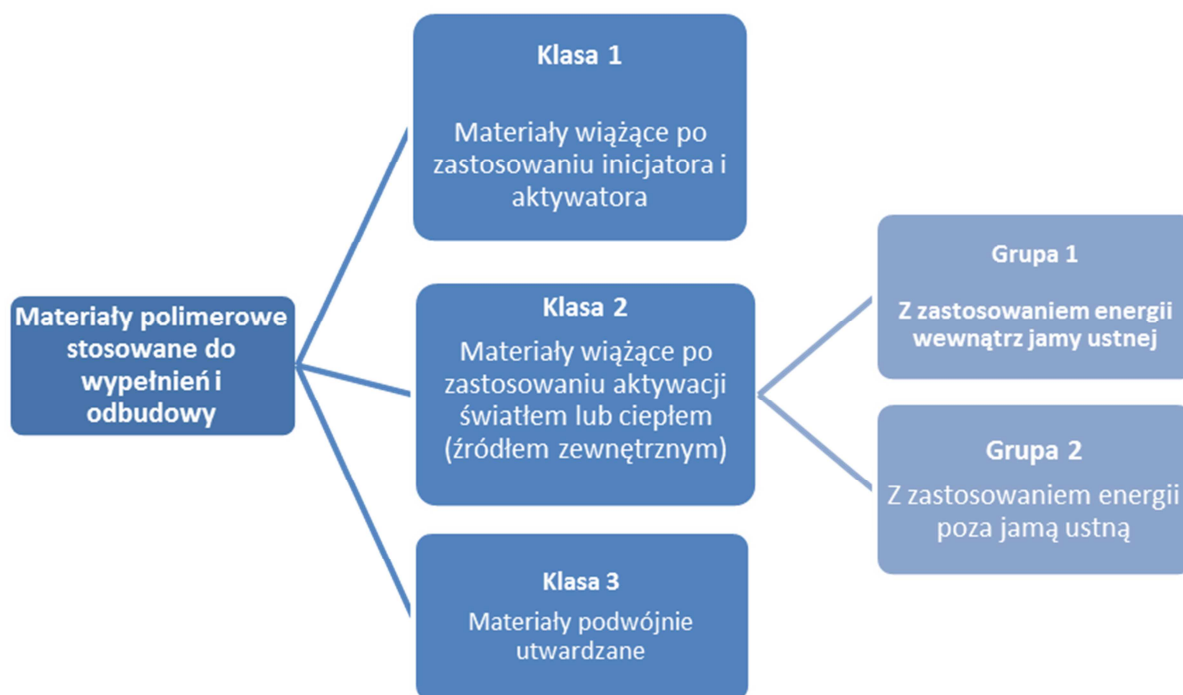 Materiały polimerowe
stosowane do
wypełnień i
odbudowy
Klasa 1
Materiały wiążące po
zastosowaniu inicjatora i
aktywatora
Klasa 2
Materiały wiążące po
zastosowaniu aktywacji
światłem lub ciepłem
(źródłem zewnętrznym)
Klasa 3
Materiały podwójnie
utwardzane
Grupa 1
Z zastosowaniem energii
wewnątrz jamy ustnej
Grupa 2
Z zastosowaniem energii
poza jamą ustną